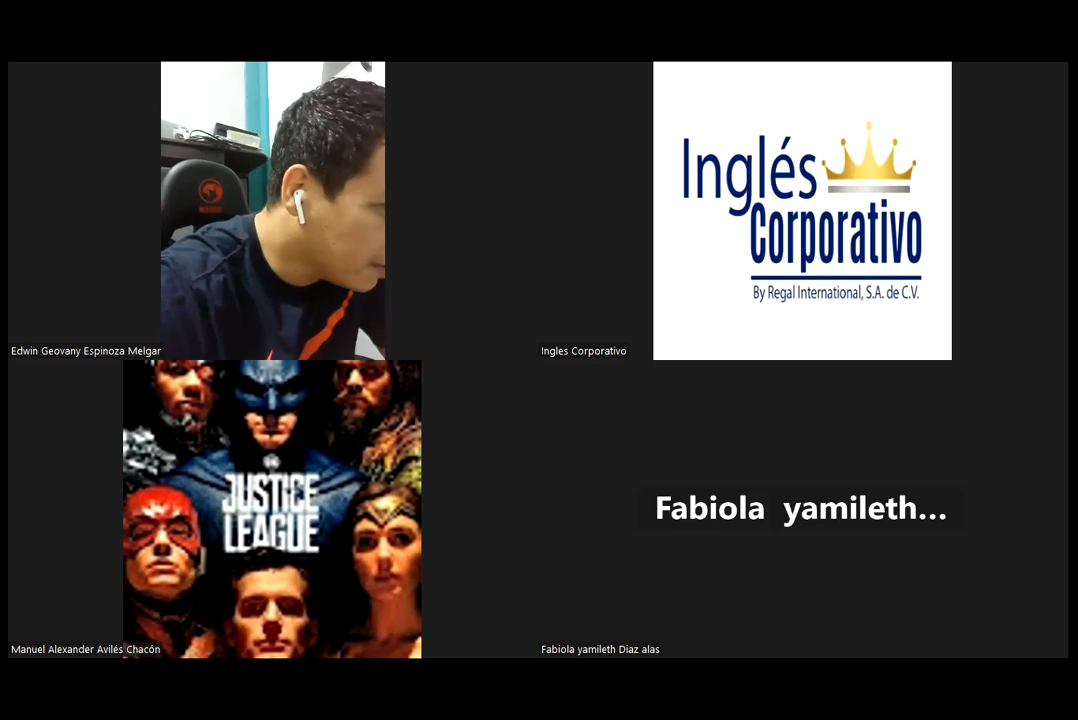 Inglés
Corporativo
By Regal International, S.A. de C.V.
Edwin Geovany Espinoza Melgar
Ingles Corporativo
JUSTICE
LEAGUE
Fabiola yamileth...
Manuel Alexander Avilés Chacón
Fabiola yamileth Diaz alas